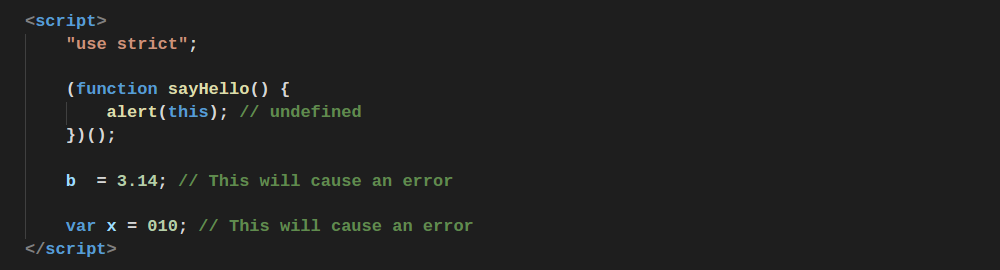 <script>
"use strict";
(function sayHello() {
alert(this); // undefined
})();
b  = 3.14; // This will cause an error
var x = 010; // This will cause an error
</script>